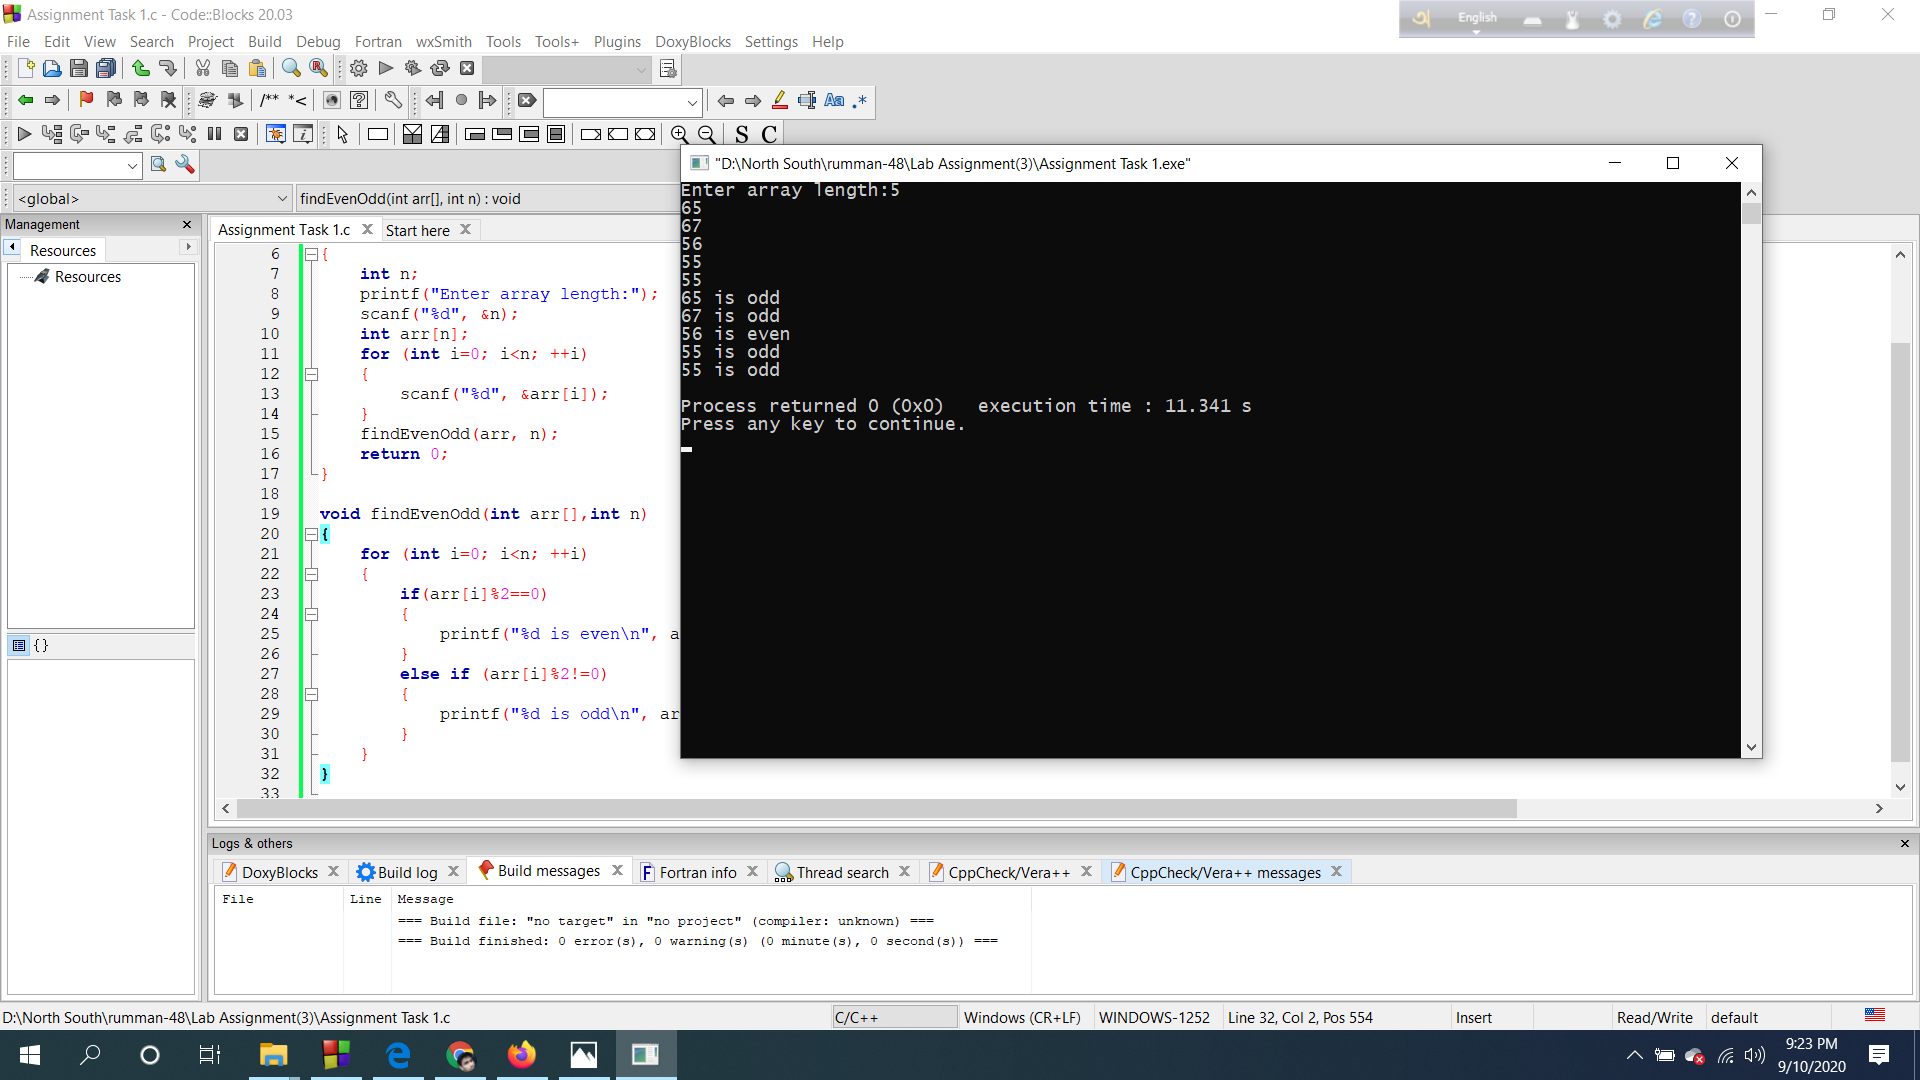 Assignment Task 1.c - Code::Blocks 20.03
English
File Edit View Search Project Build Debug Fortran wxSmith Tools Tools+ Plugins DoxyBlocks Settings Help
/** *<
Aa .*
S C
<global>
findEvenOdd(int arr[], int n) : void
Management
Resources
Resources
{}
Assignment Task 1.c
Start here
6 {
7 int n;
8 printf("Enter array length:");
9 scanf("%d", &n);
10 int arr[n];
11 for (int i=0; i<n; ++i)
12 {
13 scanf("%d", &arr[i]);
14 }
15 findEvenOdd(arr, n);
16 return 0;
17 }
18
19 void findEvenOdd(int arr[],int n)
20 {
21 for (int i=0; i<n; ++i)
22 {
23 if(arr[i]%2==0)
24 {
25 printf("%d is even\n", a
26 }
27 else if (arr[i]%2!=0)
28 {
29 printf("%d is odd\n", ar
30 }
31 }
32 }
33
"D:\North South\rumman-48\Lab Assignment(3)\Assignment Task 1.exe"
Enter array length:5
65
67
56
55
55
65 is odd
67 is odd
56 is even
55 is odd
55 is odd
Process returned 0 (0x0) execution time : 11.341 s
Press any key to continue.
Logs & others
DoxyBlocks
Build log
Build messages
Fortran info
Thread search
CppCheck/Vera++
CppCheck/Vera++ messages
File Line Message
=== Build file: "no target" in "no project" (compiler: unknown) ===
=== Build finished: 0 error(s), 0 warning(s) (0 minute(s), 0 second(s)) ===
D:\North South\rumman-48\Lab Assignment(3)\Assignment Task 1.c
C/C++
Windows (CR+LF)
WINDOWS-1252
Line 32, Col 2, Pos 554
Insert
Read/Write
default
9:23 PM
9/10/2020